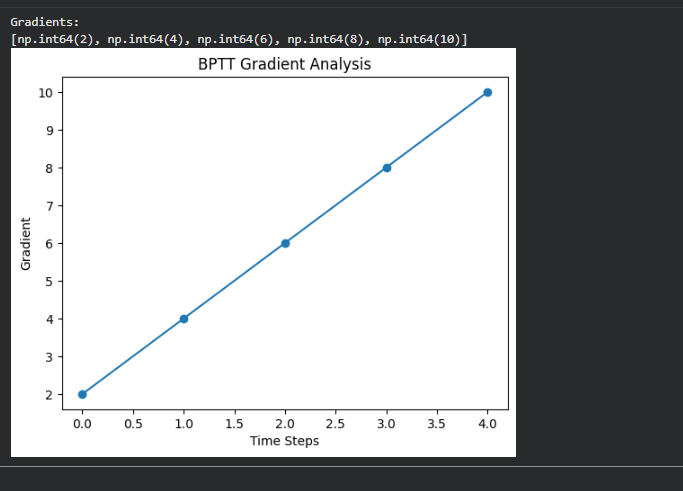 Gradients:
[np.int64(2), np.int64(4), np.int64(6), np.int64(8), np.int64(10)]
BPTT Gradient Analysis
10
9
8
7
6
5
4
3
2
Gradient
0.0 0.5 1.0 1.5 2.0 2.5 3.0 3.5 4.0
Time Steps